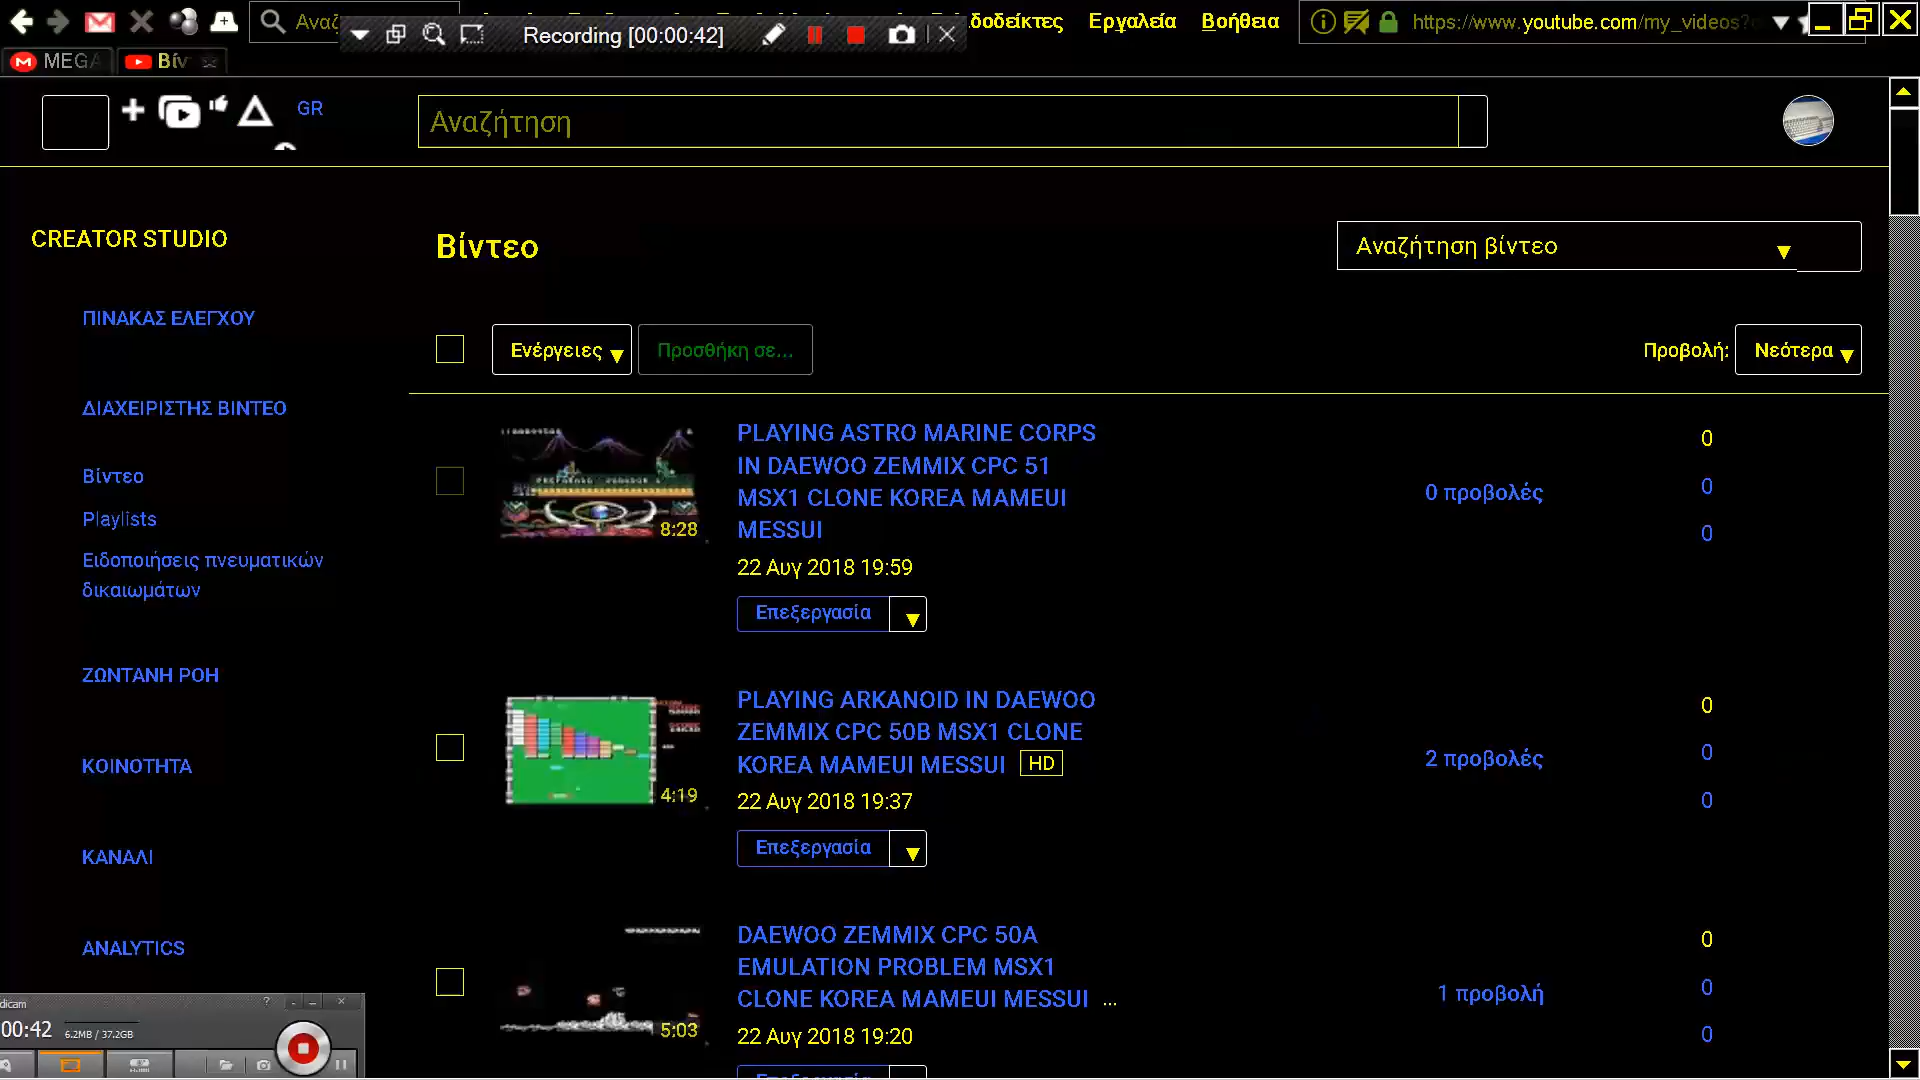 Recording [00:00:42]
δοδείκτες Εργαλεία Βοήθεια
https://www.youtube.com/my_videos?
MEGA
Βίν
GR
Αναζήτηση
CREATOR STUDIO
Βίντεο
Αναζήτηση βίντεο
ΠΙΝΑΚΑΣ ΕΛΕΓΧΟΥ
Ενέργειες
Προσθήκη σε...
Προβολή:
Νεότερα
ΔΙΑΧΕΙΡΙΣΤΗΣ ΒΙΝΤΕΟ
Βίντεο
Playlists
Ειδοποιήσεις πνευματικών
δικαιωμάτων
ΖΩΝΤΑΝΗ ΡΟΗ
ΚΟΙΝΟΤΗΤΑ
ΚΑΝΑΛΙ
ANALYTICS
8:28
PLAYING ASTRO MARINE CORPS
IN DAEWOO ZEMMIX CPC 51
MSX1 CLONE KOREA MAMEUI
MESSUI
22 Αυγ 2018 19:59
Επεξεργασία
0 προβολές
0
0
0
4:19
PLAYING ARKANOID IN DAEWOO
ZEMMIX CPC 50B MSX1 CLONE
KOREA MAMEUI MESSUI HD
22 Αυγ 2018 19:37
Επεξεργασία
2 προβολές
0
0
0
5:03
DAEWOO ZEMMIX CPC 50A
EMULATION PROBLEM MSX1
CLONE KOREA MAMEUI MESSUI ...
22 Αυγ 2018 19:20
1 προβολή
0
0
0
dicam
00:42
6.2MB / 37.2GB